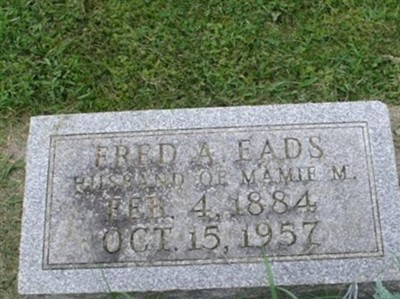 FRED A. EADS
HUSBAND OF MAMIE M.
FEB. 4, 1884
OCT. 15, 1957